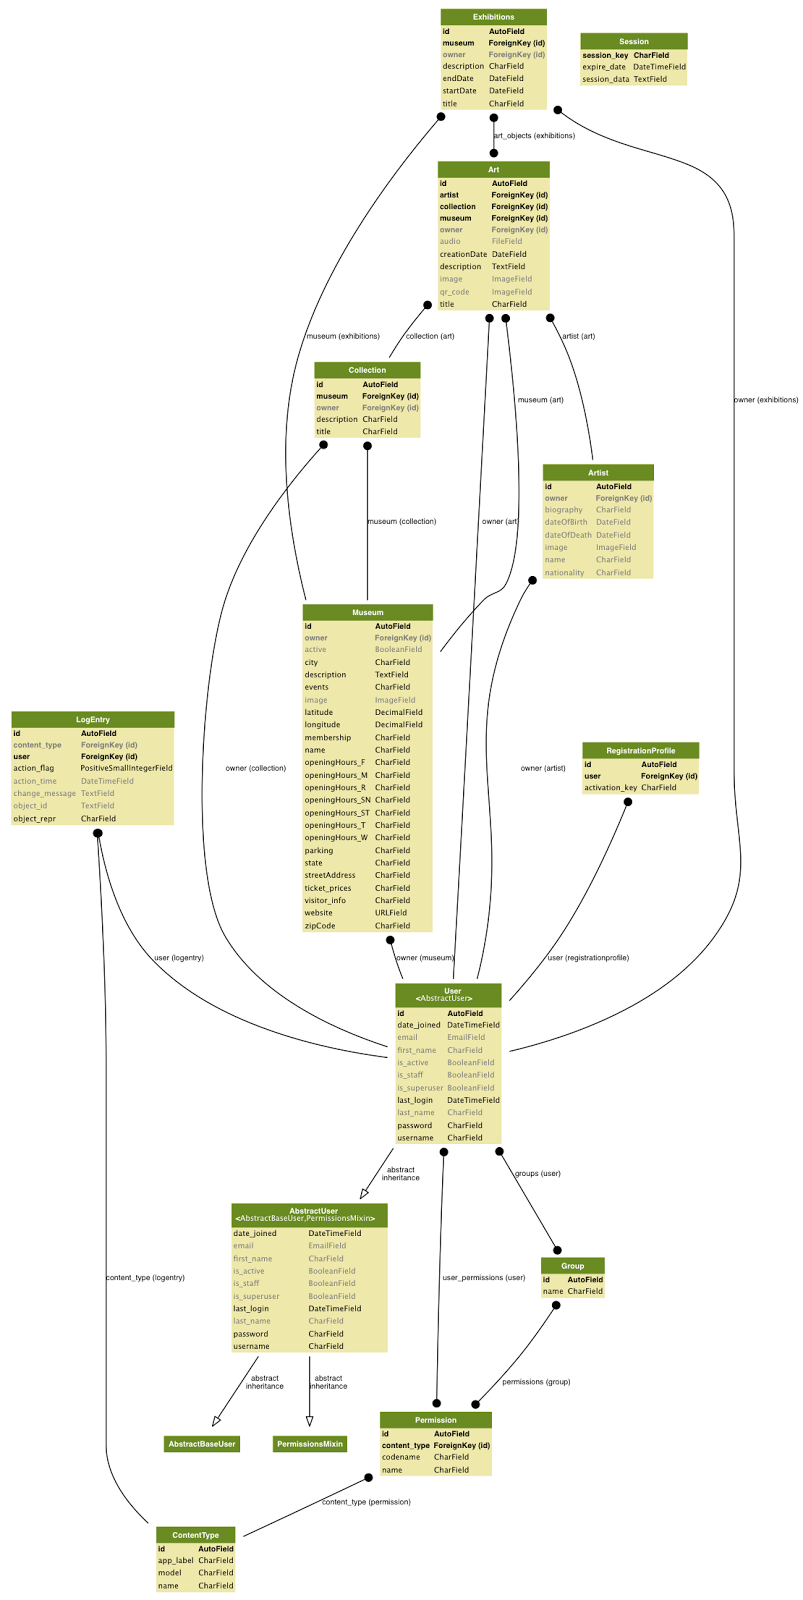 Exhibitions
id AutoField
museum ForeignKey (id)
owner ForeignKey (id)
description CharField
endDate DateField
startDate DateField
title CharField
Session
session_key CharField
expire_date DateTimeField
session_data TextField
art_objects (exhibitions)
Art
id AutoField
artist ForeignKey (id)
collection ForeignKey (id)
museum ForeignKey (id)
owner ForeignKey (id)
audio FileField
creationDate DateField
description TextField
image ImageField
qr_code ImageField
title CharField
museum (exhibitions)
collection (art)
artist (art)
Collection
id AutoField
museum ForeignKey (id)
owner ForeignKey (id)
description CharField
title CharField
museum (art)
owner (exhibitions)
Artist
id AutoField
owner ForeignKey (id)
biography CharField
dateOfBirth DateField
dateOfDeath DateField
image ImageField
name CharField
nationality CharField
museum (collection)
owner (art)
Museum
id AutoField
owner ForeignKey (id)
active BooleanField
city CharField
description TextField
events CharField
image ImageField
latitude DecimalField
longitude DecimalField
membership CharField
name CharField
openingHours_F CharField
openingHours_M CharField
openingHours_R CharField
openingHours_SN CharField
openingHours_ST CharField
openingHours_T CharField
openingHours_W CharField
parking CharField
state CharField
streetAddress CharField
ticket_prices CharField
visitor_info CharField
website URLField
zipCode CharField
LogEntry
id AutoField
content_type ForeignKey (id)
user ForeignKey (id)
action_flag PositiveSmallIntegerField
action_time DateTimeField
change_message TextField
object_id TextField
object_repr CharField
owner (collection)
owner (artist)
RegistrationProfile
id AutoField
user ForeignKey (id)
activation_key CharField
user (logentry)
owner (museum)
user (registrationprofile)
User
<AbstractUser>
id AutoField
date_joined DateTimeField
email EmailField
first_name CharField
is_active BooleanField
is_staff BooleanField
is_superuser BooleanField
last_login DateTimeField
last_name CharField
password CharField
username CharField
abstract
inheritance
groups (user)
AbstractUser
<AbstractBaseUser,PermissionsMixin>
date_joined DateTimeField
email EmailField
first_name CharField
is_active BooleanField
is_staff BooleanField
is_superuser BooleanField
last_login DateTimeField
last_name CharField
password CharField
username CharField
content_type (logentry)
user_permissions (user)
Group
id AutoField
name CharField
abstract
inheritance
abstract
inheritance
permissions (group)
AbstractBaseUser
PermissionsMixin
Permission
id AutoField
content_type ForeignKey (id)
codename CharField
name CharField
content_type (permission)
ContentType
id AutoField
app_label CharField
model CharField
name CharField